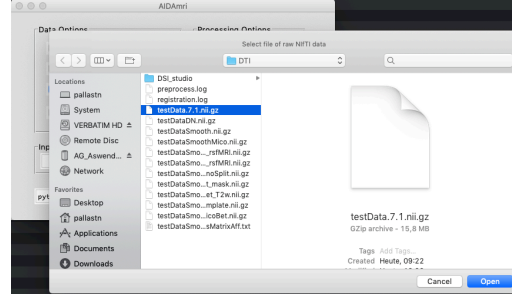 AIDAmri
Data Options
Processing Options
Select file of raw NIfTI data
DTI
Locations
pallastn
System
VERBATIM HD
Remote Disc
AG_Aswend...
Network
Favorites
Desktop
pallastn
Applications
Documents
Downloads
DSI_studio
preprocess.log
registration.log
testData.7.1.nii.gz
testDataDN.nii.gz
testDataSmooth.nii.gz
testDataSmoothMico.nii.gz
testDataSmo..._rsfMRI.nii.gz
testDataSmo..._rsfMRI.nii.gz
testDataSmo...noSplit.nii.gz
testDataSmo...t_mask.nii.gz
testDataSmo...et_T2w.nii.gz
testDataSmo...mplate.nii.gz
testDataSmo...icoBet.nii.gz
testDataSmo...sMatrixAff.txt
testData.7.1.nii.gz
GZip archive - 15,8 MB
Tags Add Tags...
Created Heute, 09:22
Inp
pyt
Cancel
Open